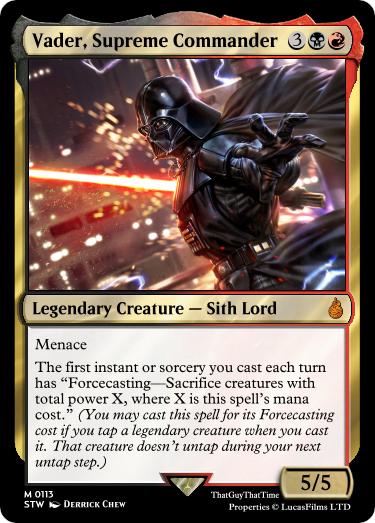 Vader, Supreme Commander 3
Legendary Creature — Sith Lord
Menace
The first instant or sorcery you cast each turn
has “Forcecasting—Sacrifice creatures with
total power X, where X is this spell’s mana
cost.” (You may cast this spell for its Forcecasting
cost if you tap a legendary creature when you cast
it. That creature doesn’t untap during your next
untap step.)
5/5
M 0113
STW DERRICK CHEW
ThatGuyThatTime
Properties © LucasFilms LTD